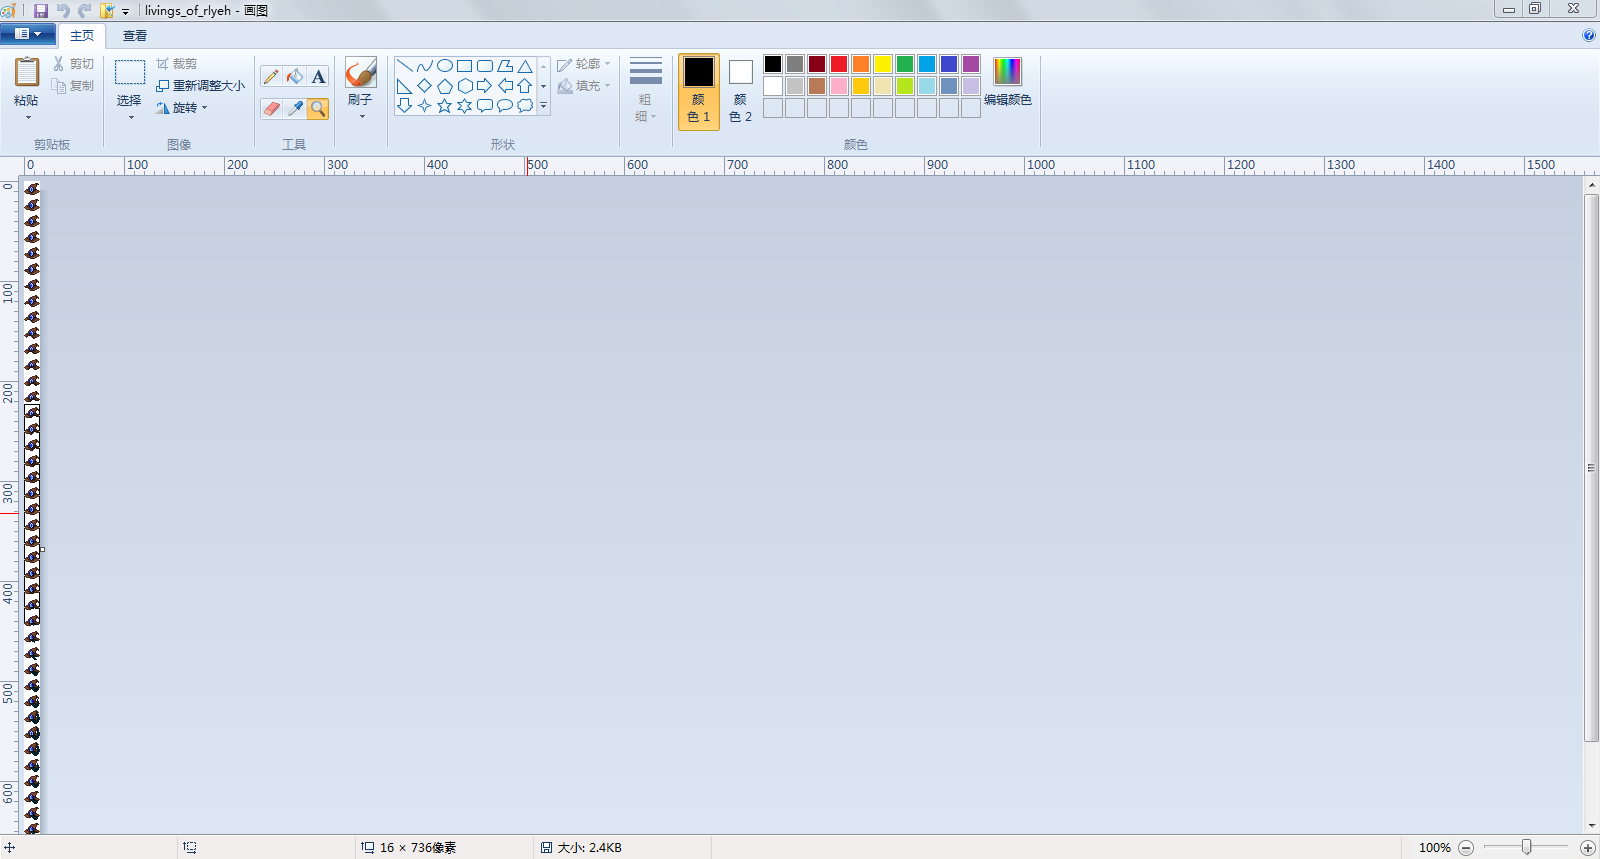 livings_of_rlyeh - 画图
主页 查看
粘贴 剪切 复制
选择 裁剪 重新调整大小 旋转
A
刷子
轮廓 填充
粗细
颜色 1 颜色 2
编辑颜色
剪贴板 图像 工具 形状 颜色
0 100 200 300 400 500 600 700 800 900 1000 1100 1200 1300 1400 1500
0
100
200
300
400
500
600
16 × 736像素 大小: 2.4KB 100%